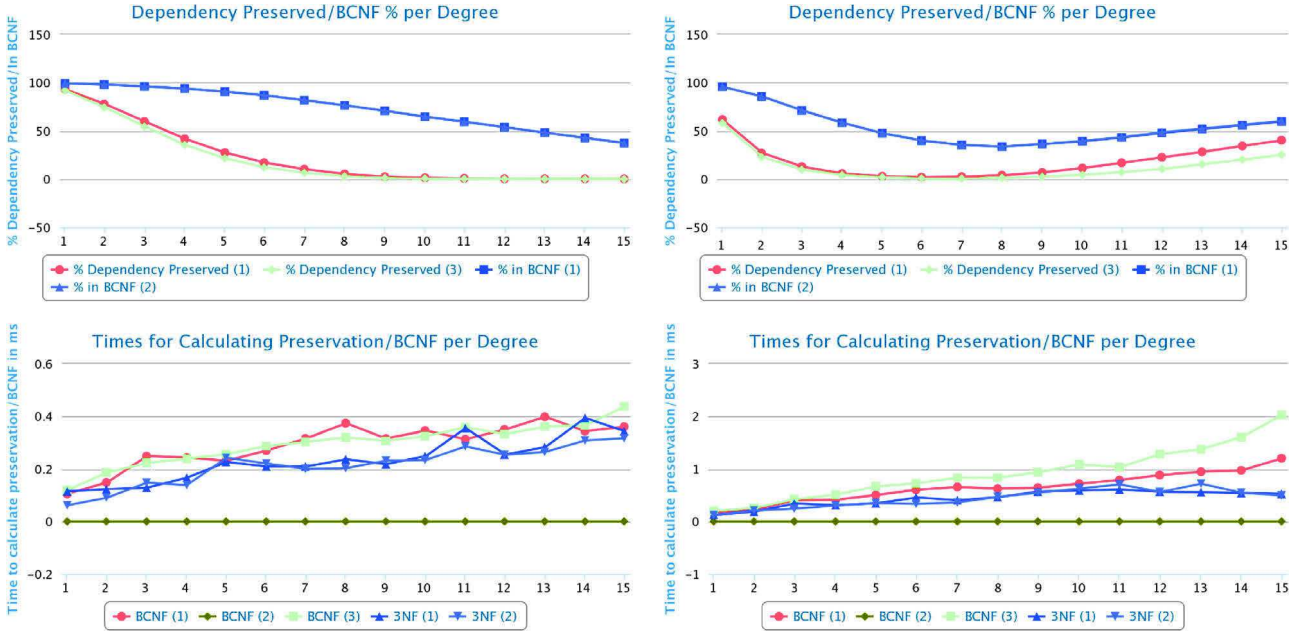 Dependency Preserved/BCNF % per Degree
% Dependency Preserved/In BCNF
150
100
50
0
−50
1 2 3 4 5 6 7 8 9 10 11 12 13 14 15
% Dependency Preserved (1) % Dependency Preserved (3) % in BCNF (1)
% in BCNF (2)
Dependency Preserved/BCNF % per Degree
% Dependency Preserved/In BCNF
150
100
50
0
−50
1 2 3 4 5 6 7 8 9 10 11 12 13 14 15
% Dependency Preserved (1) % Dependency Preserved (3) % in BCNF (1)
% in BCNF (2)
Times for Calculating Preservation/BCNF per Degree
Time to calculate preservation/BCNF in ms
0.6
0.4
0.2
0
−0.2
1 2 3 4 5 6 7 8 9 10 11 12 13 14 15
BCNF (1) BCNF (2) BCNF (3) 3NF (1) 3NF (2)
Times for Calculating Preservation/BCNF per Degree
Time to calculate preservation/BCNF in ms
3
2
1
0
−1
1 2 3 4 5 6 7 8 9 10 11 12 13 14 15
BCNF (1) BCNF (2) BCNF (3) 3NF (1) 3NF (2)